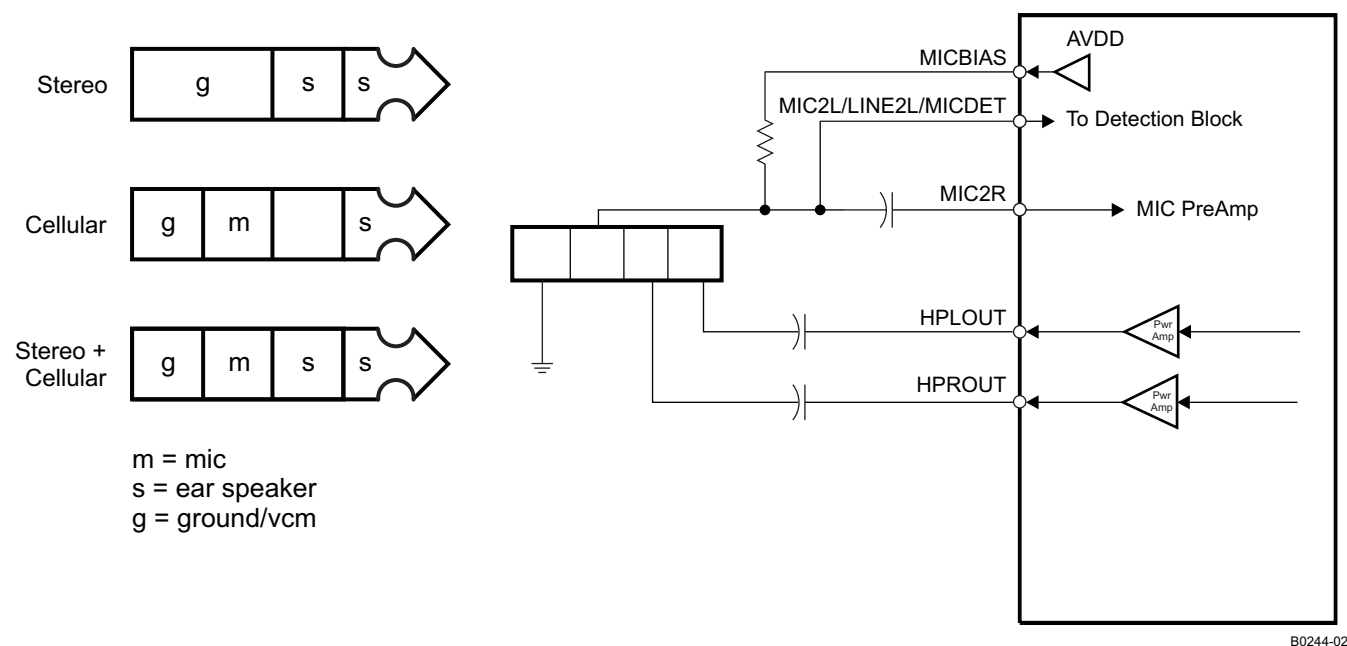 Stereo
g s s
Cellular
g m s
Stereo +
Cellular
g m s s
m = mic
s = ear speaker
g = ground/vcm
AVDD
MICBIAS
MIC2L/LINE2L/MICDET
To Detection Block
MIC2R
MIC PreAmp
HPLOUT
Pwr
Amp
HPROUT
Pwr
Amp
B0244-02